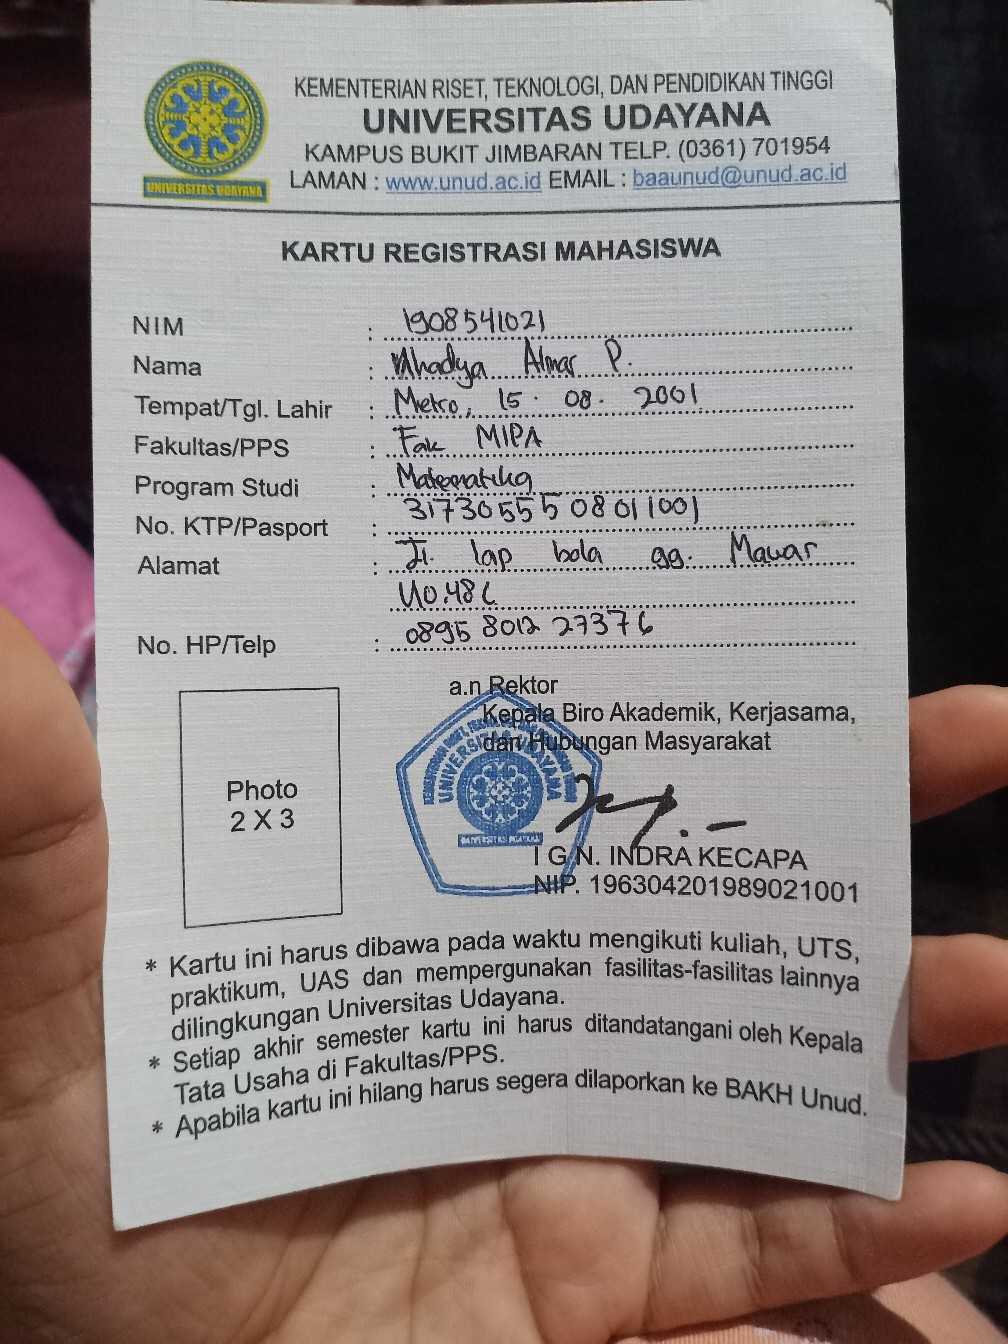 KEMENTERIAN RISET, TEKNOLOGI, DAN PENDIDIKAN TINGGI
UNIVERSITAS UDAYANA
KAMPUS BUKIT JIMBARAN TELP. (0361) 701954
LAMAN : www.unud.ac.id EMAIL : baaunud@unud.ac.id
UNIVERSITAS UDAYANA
KARTU REGISTRASI MAHASISWA
NIM : 1908541021
Nama : Almar P.
Tempat/Tgl. Lahir : Metro, 15. 08. 2001
Fakultas/PPS : Fak MIPA
Program Studi : Matematika
No. KTP/Pasport : 3173055508011001
Alamat : Jl. lap bola gg. Mawar
No. 48 C
No. HP/Telp : 0895 8012 27376
a.n Rektor
Kepala Biro Akademik, Kerjasama,
dan Hubungan Masyarakat
UNIVERSITAS UDAYANA
UNIVERSITAS UDAYANA
Photo
2 X 3
I G N. INDRA KECAPA
NIP. 196304201989021001
* Kartu ini harus dibawa pada waktu mengikuti kuliah, UTS,
praktikum, UAS dan mempergunakan fasilitas-fasilitas lainnya
dilingkungan Universitas Udayana.
* Setiap akhir semester kartu ini harus ditandatangani oleh Kepala
Tata Usaha di Fakultas/PPS.
* Apabila kartu ini hilang harus segera dilaporkan ke BAKH Unud.